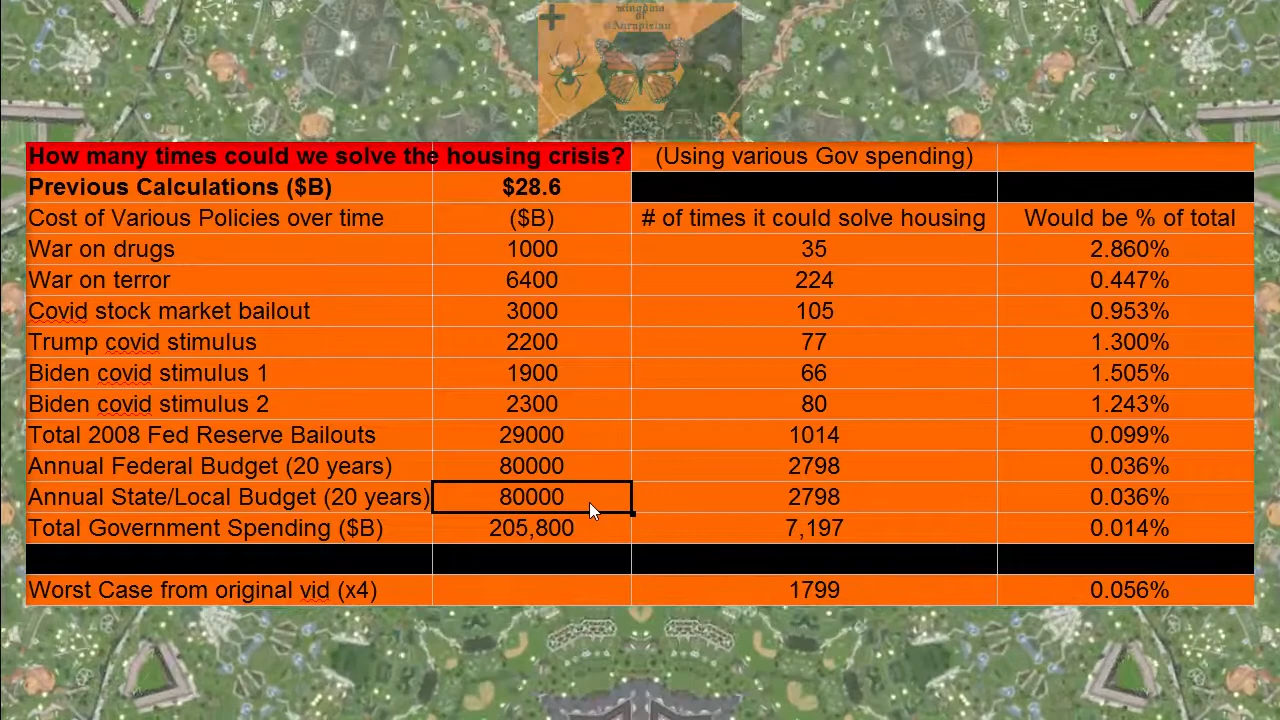 Kingdom
of
X
How many times could we solve the housing crisis? (Using various Gov spending)
Previous Calculations ($B) $28.6
Cost of Various Policies over time ($B) # of times it could solve housing Would be % of total
War on drugs 1000 35 2.860%
War on terror 6400 224 0.447%
Covid stock market bailout 3000 105 0.953%
Trump covid stimulus 2200 77 1.300%
Biden covid stimulus 1 1900 66 1.505%
Biden covid stimulus 2 2300 80 1.243%
Total 2008 Fed Reserve Bailouts 29000 1014 0.099%
Annual Federal Budget (20 years) 80000 2798 0.036%
Annual State/Local Budget (20 years) 80000 2798 0.036%
Total Government Spending ($B) 205,800 7,197 0.014%
Worst Case from original vid (x4) 1799 0.056%